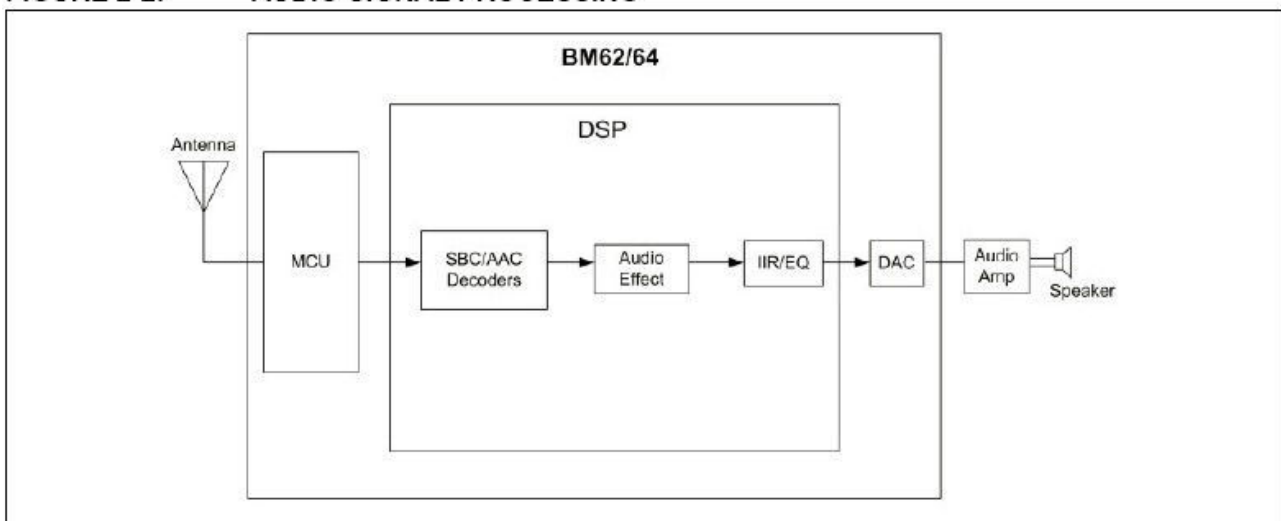 BM62/64
DSP
Antenna
MCU
SBC/AAC
Decoders
Audio
Effect
IIR/EQ
DAC
Audio
Amp
Speaker